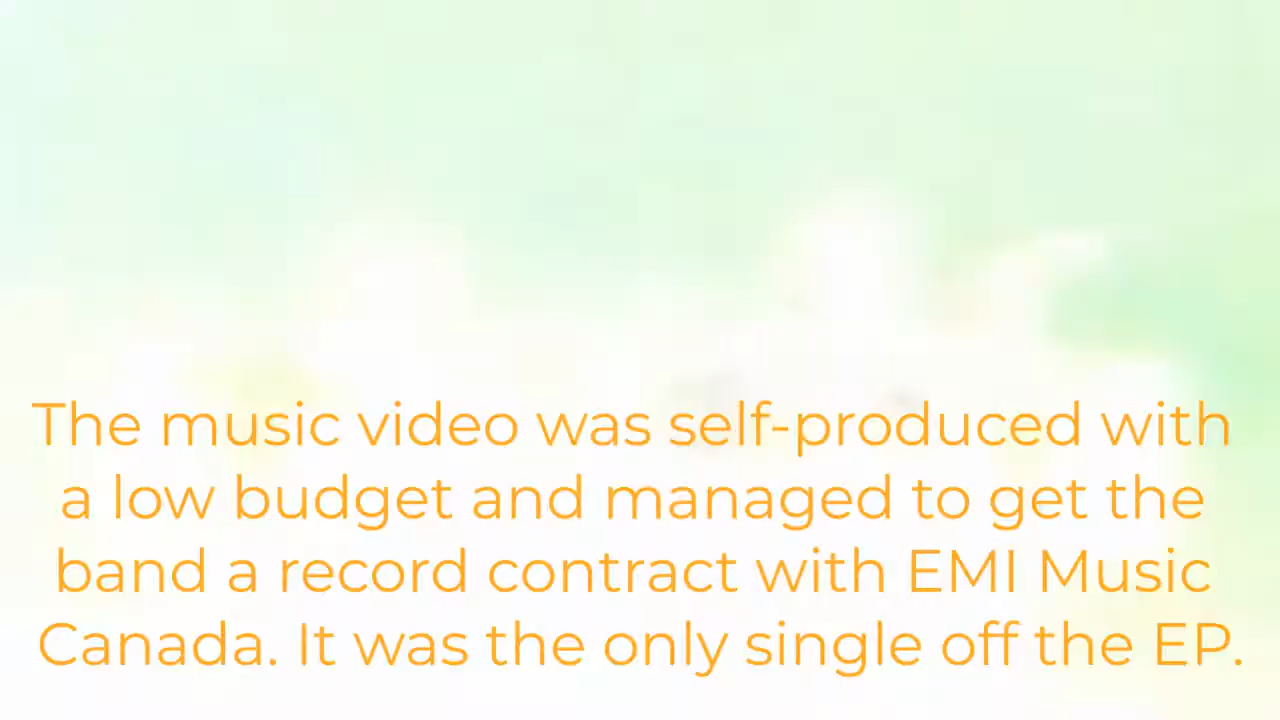 The music video was self-produced with
a low budget and managed to get the
band a record contract with EMI Music
Canada. It was the only single off the EP.